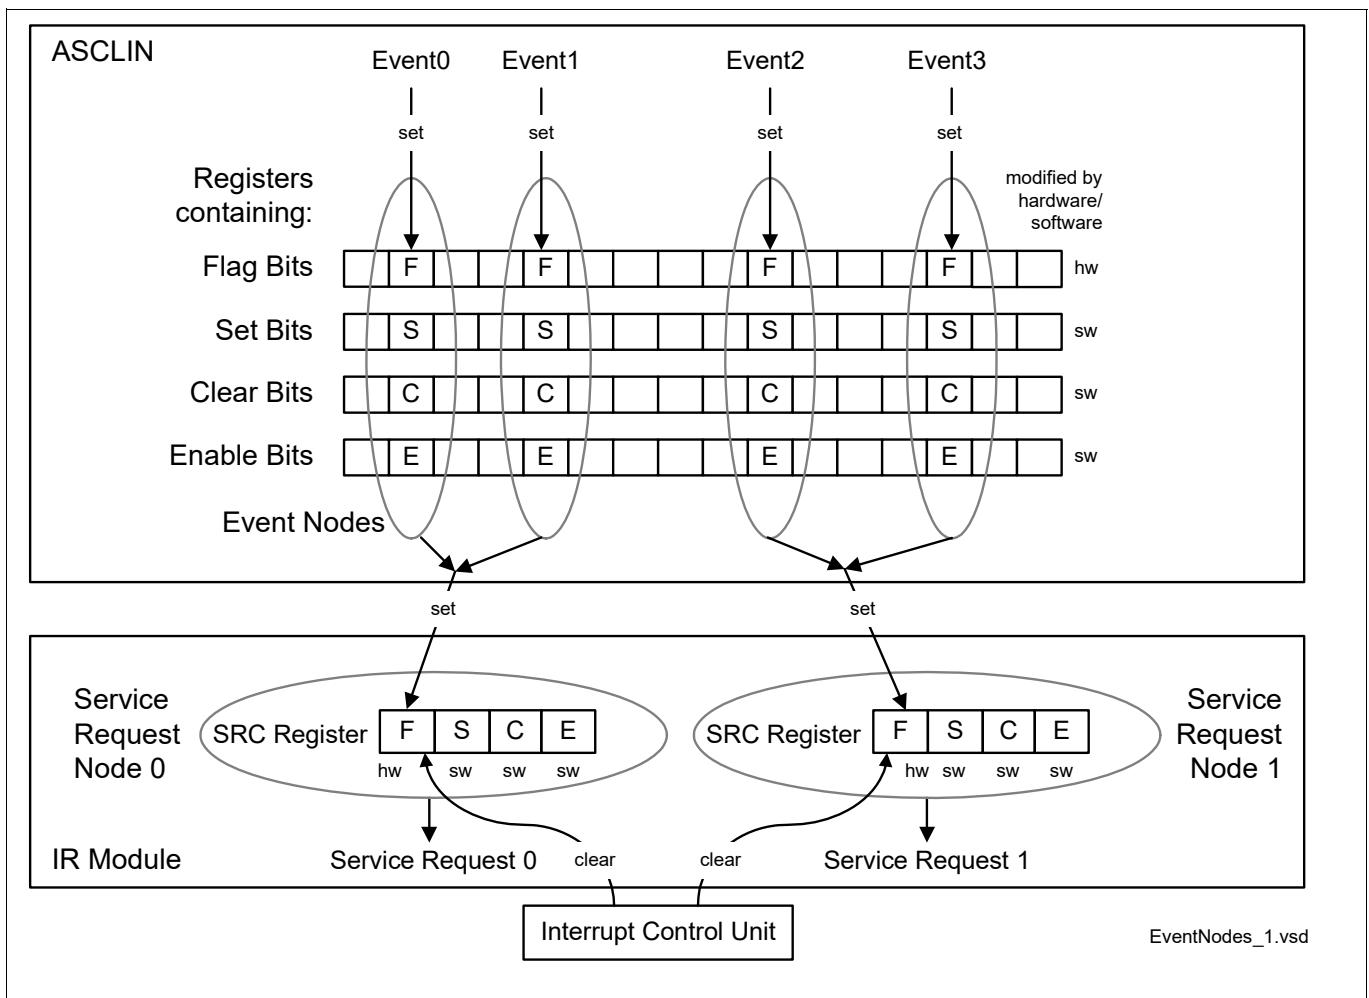 ASCLIN
Event0 Event1 Event2 Event3
set set set set
Registers
containing:
modified by
hardware/
software
Flag Bits F F F F hw
Set Bits S S S S sw
Clear Bits C C C C sw
Enable Bits E E E E sw
Event Nodes
set set
Service
Request
Node 0
SRC Register F S C E
hw sw sw sw
SRC Register F S C E
hw sw sw sw
Service
Request
Node 1
IR Module
Service Request 0 clear clear Service Request 1
Interrupt Control Unit
EventNodes_1.vsd